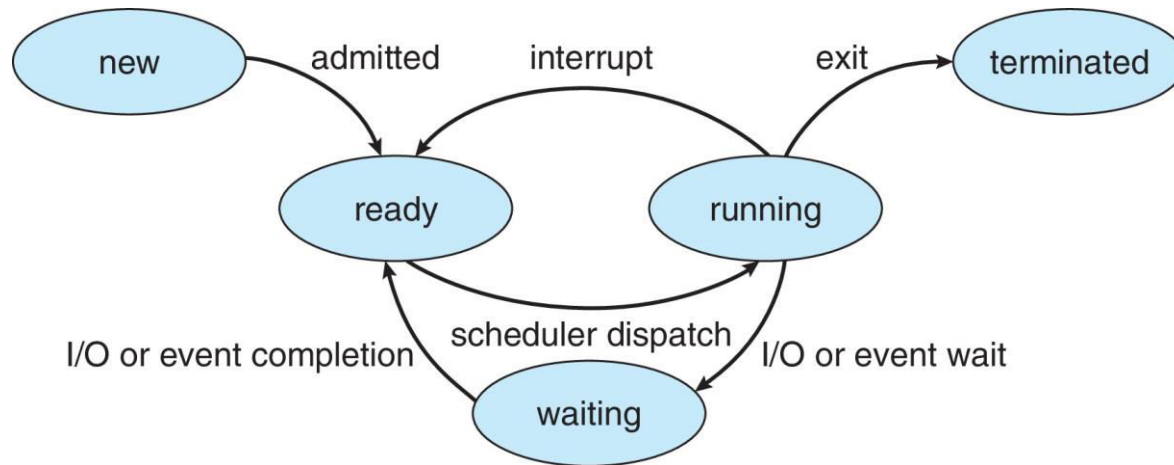 new
admitted
interrupt
exit
terminated
ready
running
I/O or event completion
scheduler dispatch
I/O or event wait
waiting